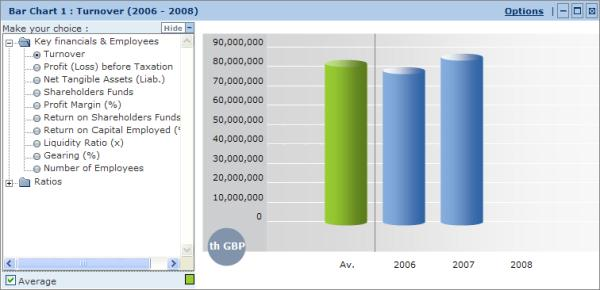 Bar Chart 1 : Turnover (2006 - 2008)
Options
Make your choice :
Hide
Key financials & Employees
Turnover
Profit (Loss) before Taxation
Net Tangible Assets (Liab.)
Shareholders Funds
Profit Margin (%)
Return on Shareholders Funds
Return on Capital Employed (
Liquidity Ratio (x)
Gearing (%)
Number of Employees
Ratios
Average
90,000,000
80,000,000
70,000,000
60,000,000
50,000,000
40,000,000
30,000,000
20,000,000
10,000,000
0
th GBP
Av. 2006 2007 2008